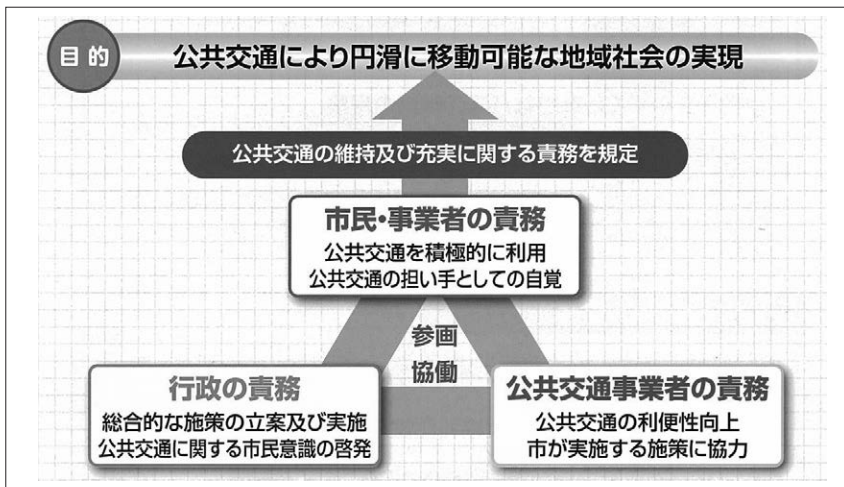 目的
公共交通により円滑に移動可能な地域社会の実現
公共交通の維持及び充実に関する責務を規定
市民・事業者の責務
公共交通を積極的に利用
公共交通の担い手としての自覚
参画
協働
行政の責務
総合的な施策の立案及び実施
公共交通に関する市民意識の啓発
公共交通事業者の責務
公共交通の利便性向上
市が実施する施策に協力